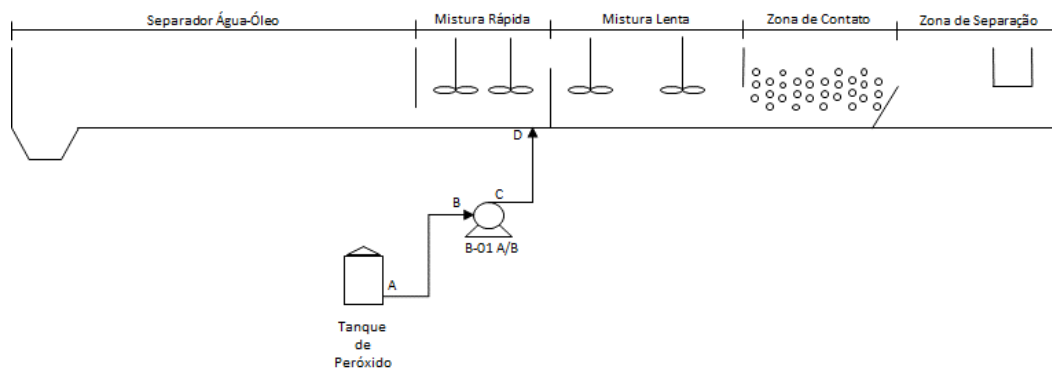 Separador Água-Óleo
Mistura Rápida
Mistura Lenta
Zona de Contato
Zona de Separação
D
C
B
B-01 A/B
A
Tanque
de
Peróxido